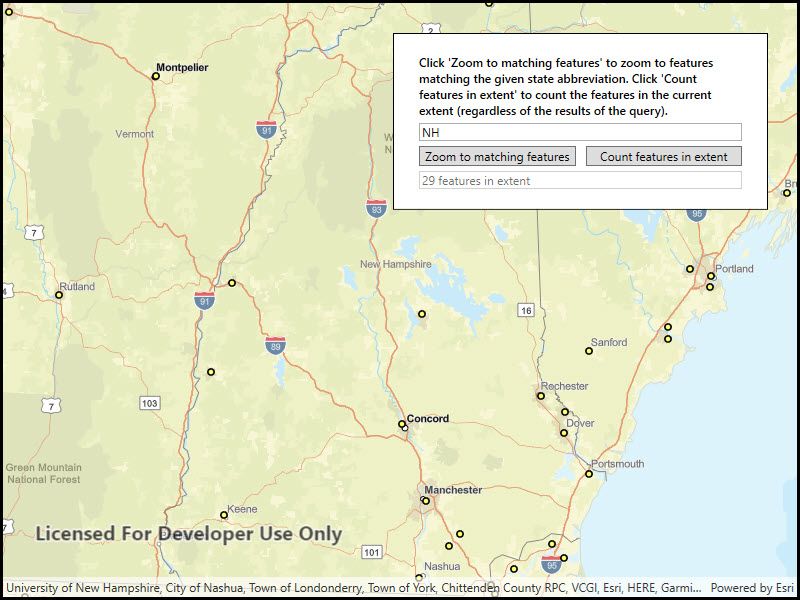 2
Montpelier
Click 'Zoom to matching features' to zoom to features
matching the given state abbreviation. Click 'Count
features in extent' to count the features in the current
extent (regardless of the results of the query).
NH
Zoom to matching features
Count features in extent
29 features in extent
Vermont
91
93
95
7
New Hampshire
Portland
4
Rutland
91
16
89
Sanford
7
103
Rochester
Concord
Dover
Green Mountain
National Forest
Portsmouth
Manchester
Keene
7
Licensed For Developer Use Only
101
Nashua
95
University of New Hampshire, City of Nashua, Town of Londonderry, Town of York, Chittenden County RPC, VCGI, Esri, HERE, Garmi...
Powered by Esri